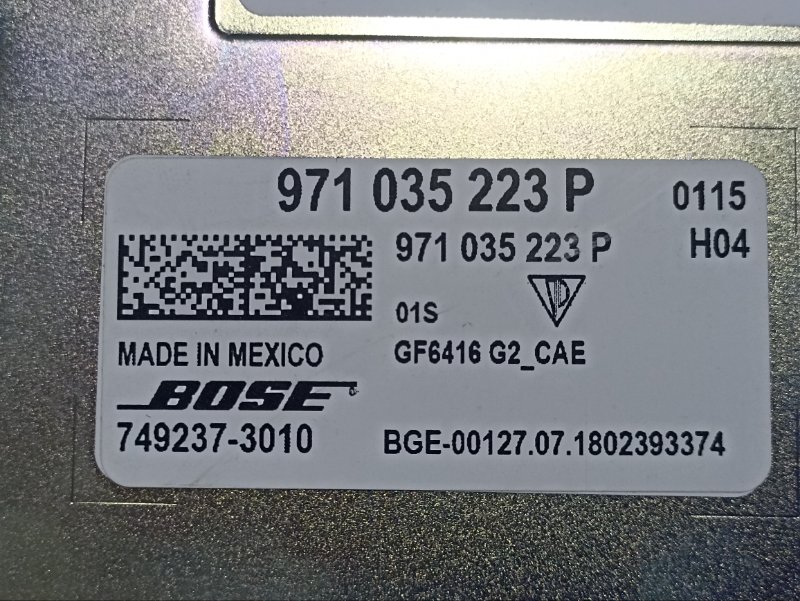 971 035 223 P 0115
971 035 223 P H04
01S
MADE IN MEXICO GF6416 G2_CAE
BOSE
749237-3010 BGE-00127.07.1802393374